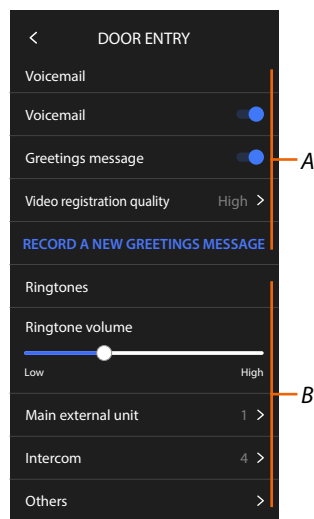 DOOR ENTRY
Voicemail
Voicemail
Greetings message
A
Video registration quality High
RECORD A NEW GREETINGS MESSAGE
Ringtones
Ringtone volume
Low High
B
Main external unit 1
Intercom 4
Others